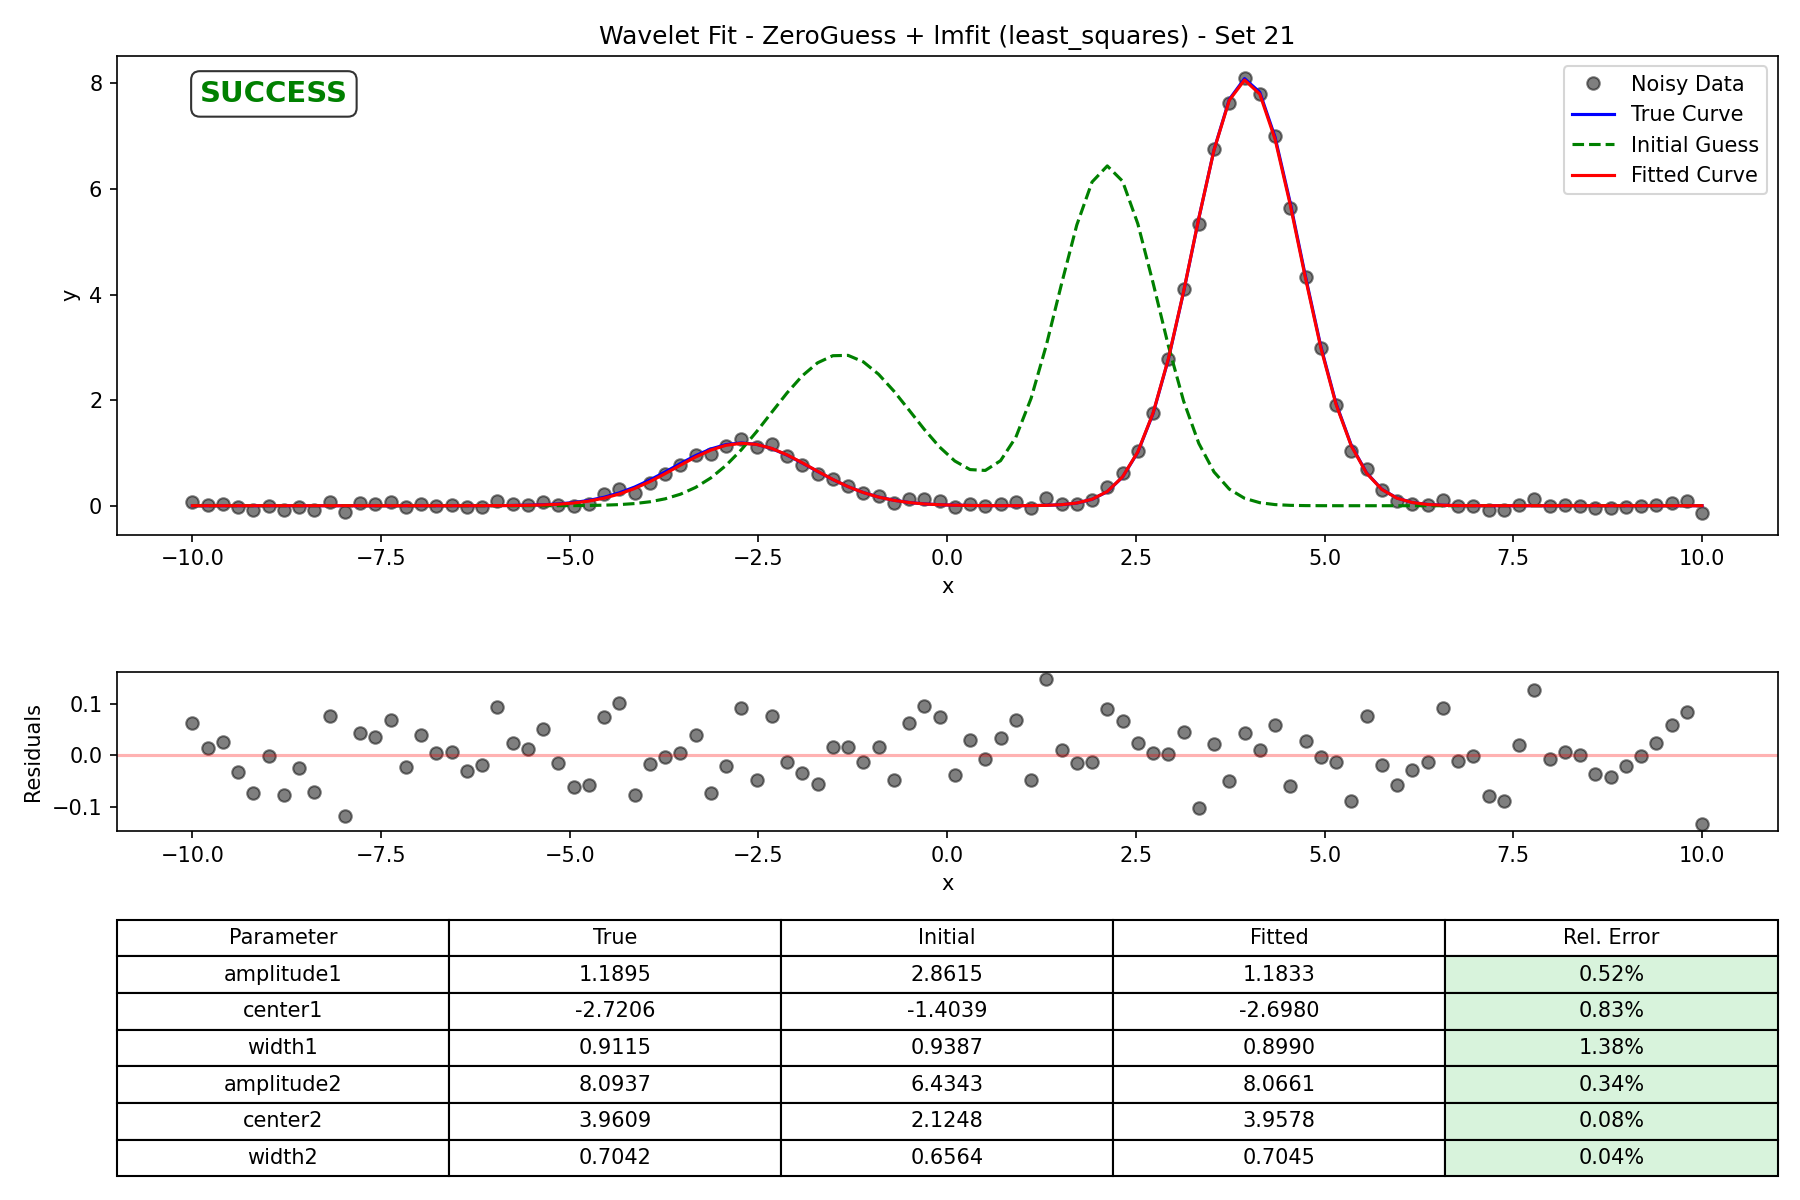 Wavelet Fit - ZeroGuess + lmfit (least_squares) - Set 21
SUCCESS
Noisy Data
True Curve
Initial Guess
Fitted Curve
y
8
6
4
2
0
−10.0 −7.5 −5.0 −2.5 0.0 2.5 5.0 7.5 10.0
x
Residuals
0.1
0.0
−0.1
−10.0 −7.5 −5.0 −2.5 0.0 2.5 5.0 7.5 10.0
x
Parameter True Initial Fitted Rel. Error
amplitude1 1.1895 2.8615 1.1833 0.52%
center1 -2.7206 -1.4039 -2.6980 0.83%
width1 0.9115 0.9387 0.8990 1.38%
amplitude2 8.0937 6.4343 8.0661 0.34%
center2 3.9609 2.1248 3.9578 0.08%
width2 0.7042 0.6564 0.7045 0.04%